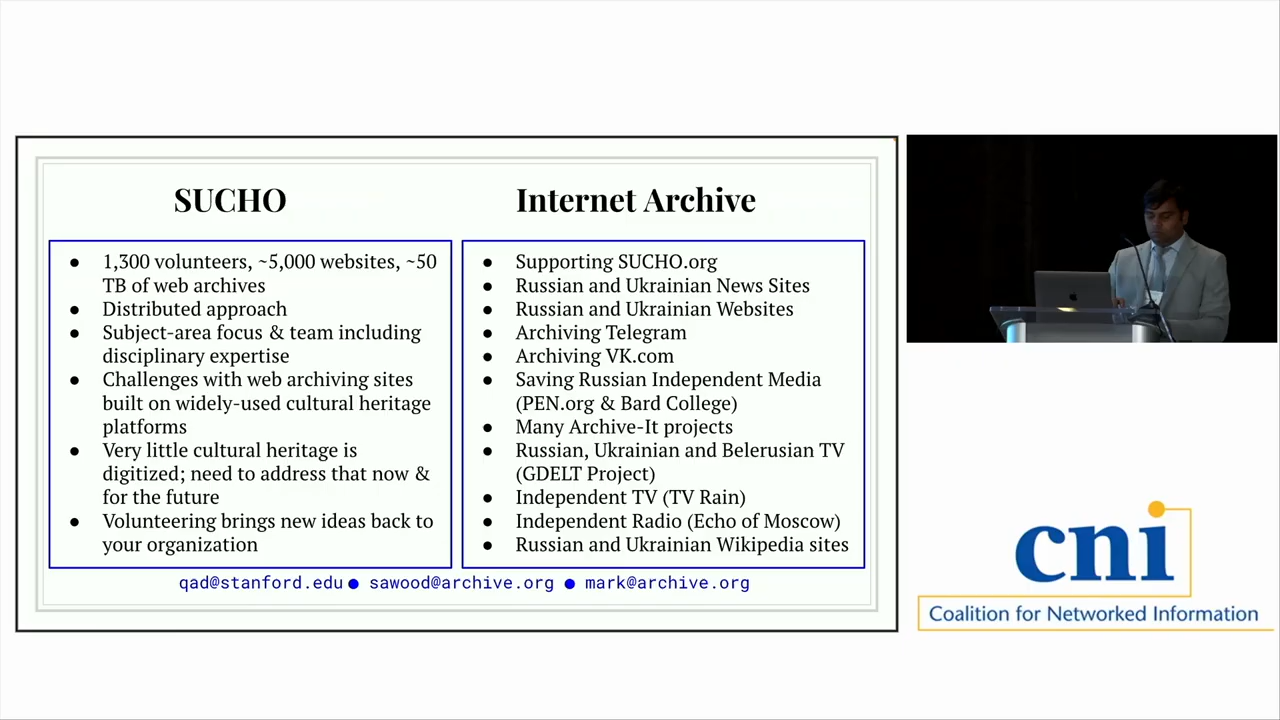 SUCHO
● 1,300 volunteers, ~5,000 websites, ~50
TB of web archives
● Distributed approach
● Subject-area focus & team including
disciplinary expertise
● Challenges with web archiving sites
built on widely-used cultural heritage
platforms
● Very little cultural heritage is
digitized; need to address that now &
for the future
● Volunteering brings new ideas back to
your organization
Internet Archive
● Supporting SUCHO.org
● Russian and Ukrainian News Sites
● Russian and Ukrainian Websites
● Archiving Telegram
● Archiving VK.com
● Saving Russian Independent Media
(PEN.org & Bard College)
● Many Archive-It projects
● Russian, Ukrainian and Belerusian TV
(GDELT Project)
● Independent TV (TV Rain)
● Independent Radio (Echo of Moscow)
● Russian and Ukrainian Wikipedia sites
qad@stanford.edu ● sawood@archive.org ● mark@archive.org
cni
Coalition for Networked Information